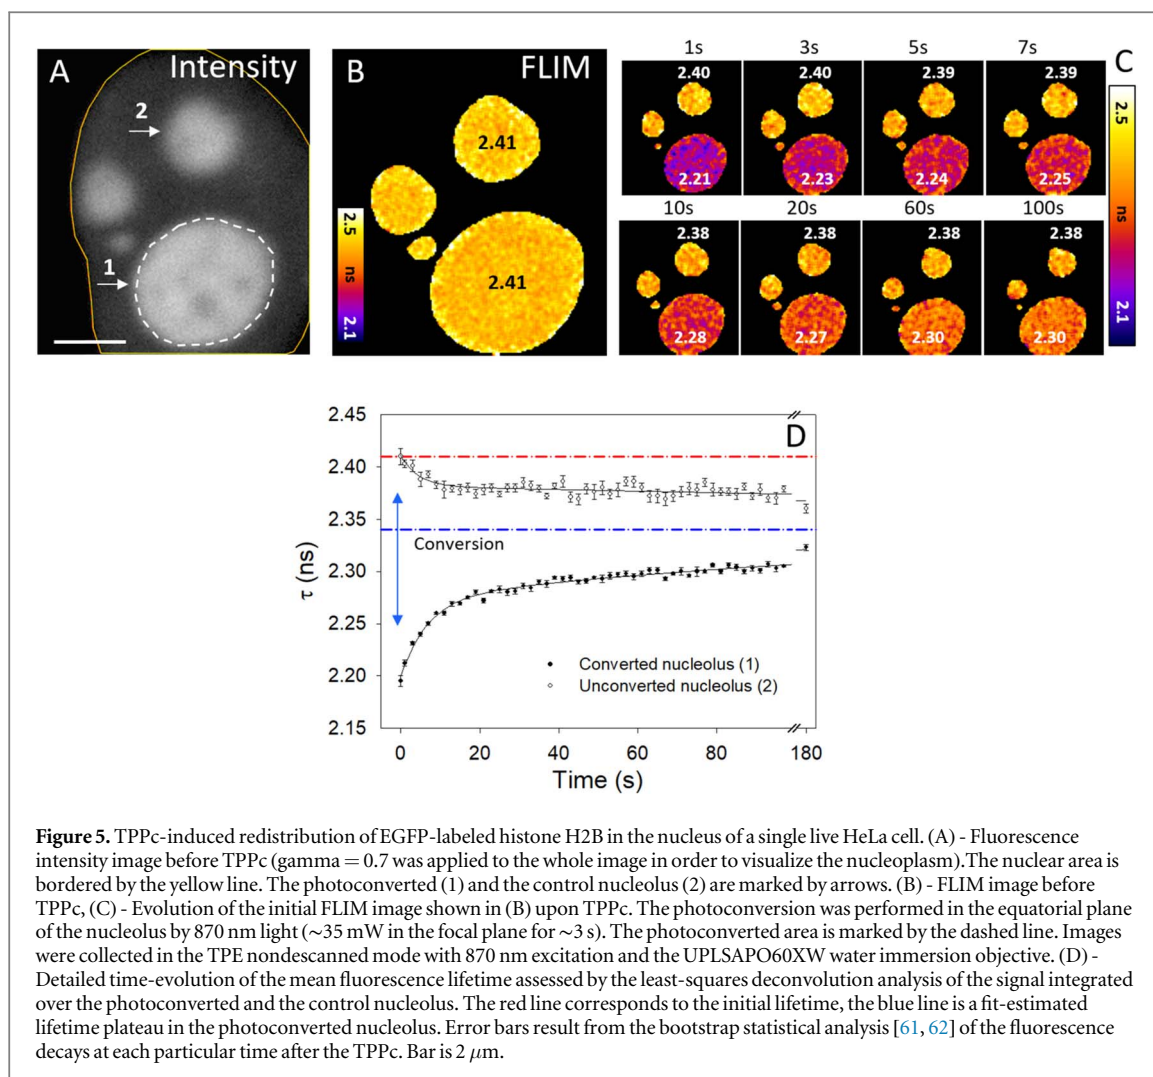 A
Intensity
2
1
B
FLIM
2.41
2.41
2.5
ns
2.1
1s
3s
5s
7s
C
2.40
2.40
2.39
2.39
2.21
2.23
2.24
2.25
10s
20s
60s
100s
2.38
2.38
2.38
2.38
2.28
2.27
2.30
2.30
2.5
ns
2.1
D
2.45
2.40
2.35
2.30
2.25
2.20
2.15
τ (ns)
Conversion
Converted nucleolus (1)
Unconverted nucleolus (2)
0 20 40 60 80 180
Time (s)
Figure 5. TPPc-induced redistribution of EGFP-labeled histone H2B in the nucleus of a single live HeLa cell. (A) - Fluorescence
intensity image before TPPc (gamma = 0.7 was applied to the whole image in order to visualize the nucleoplasm).The nuclear area is
bordered by the yellow line. The photoconverted (1) and the control nucleolus (2) are marked by arrows. (B) - FLIM image before
TPPc, (C) - Evolution of the initial FLIM image shown in (B) upon TPPc. The photoconversion was performed in the equatorial plane
of the nucleolus by 870 nm light (~35 mW in the focal plane for ~3 s). The photoconverted area is marked by the dashed line. Images
were collected in the TPE nondescanned mode with 870 nm excitation and the UPLSAPO60XW water immersion objective. (D) -
Detailed time-evolution of the mean fluorescence lifetime assessed by the least-squares deconvolution analysis of the signal integrated
over the photoconverted and the control nucleolus. The red line corresponds to the initial lifetime, the blue line is a fit-estimated
lifetime plateau in the photoconverted nucleolus. Error bars result from the bootstrap statistical analysis [61, 62] of the fluorescence
decays at each particular time after the TPPc. Bar is 2 μm.